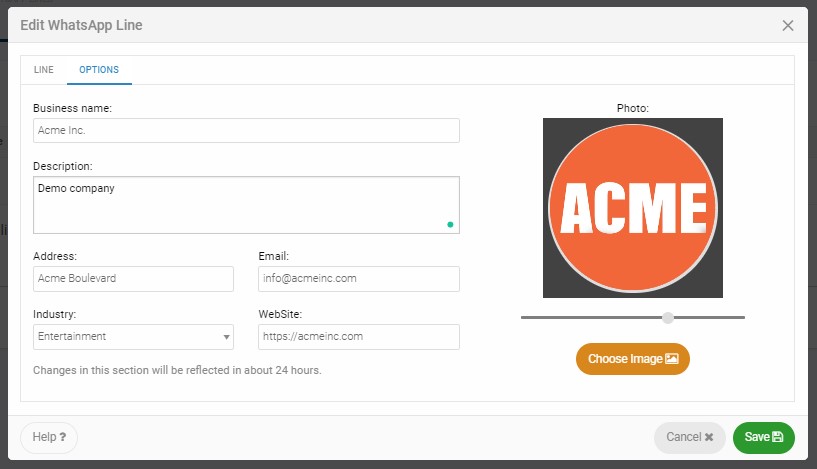 Edit WhatsApp Line
LINE OPTIONS
Business name:
Acme Inc.
Description:
Demo company
Address: Email:
Acme Boulevard info@acmeinc.com
Industry: WebSite:
Entertainment https://acmeinc.com
Changes in this section will be reflected in about 24 hours.
Photo:
ACME
Choose Image
Help ?
Cancel Save